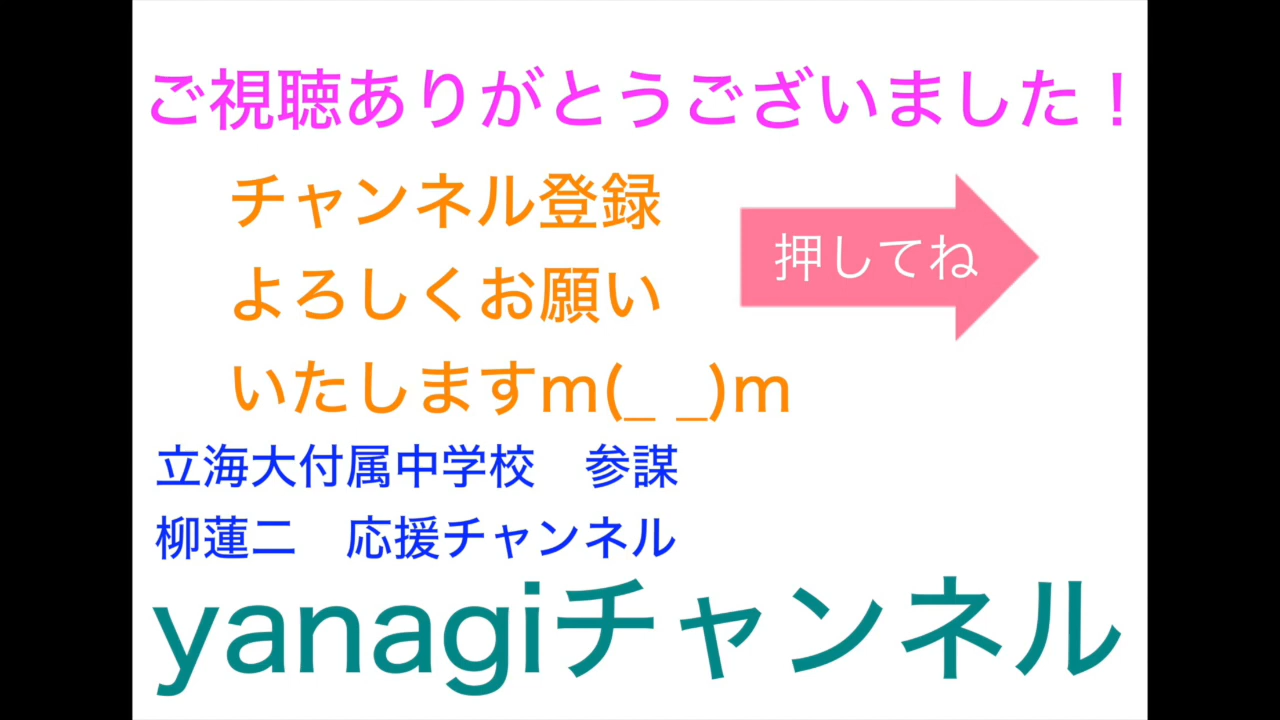 ご視聴ありがとうございました！
チャンネル登録
よろしくお願い
いたしますm(_ _)m
押してね
立海大付属中学校　参謀
柳蓮二　応援チャンネル
yanagiチャンネル